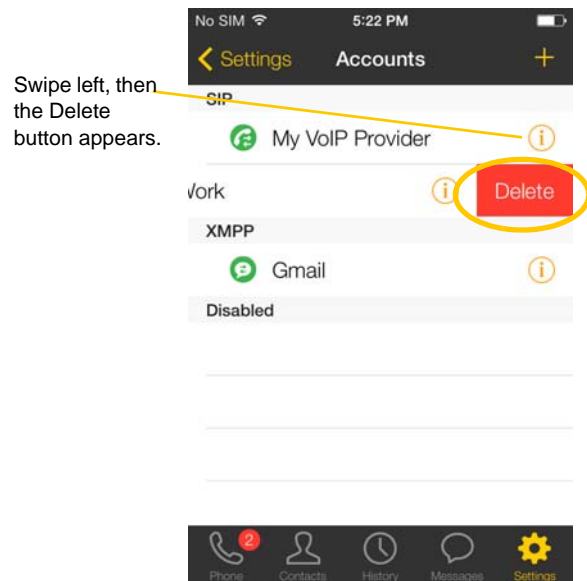 No SIM 5:22 PM
Settings Accounts +
Swipe left, then
the Delete
button appears.
SIP
My VoIP Provider i
Work i Delete
XMPP
Gmail i
Disabled
2
Phone Contacts History Messages Settings